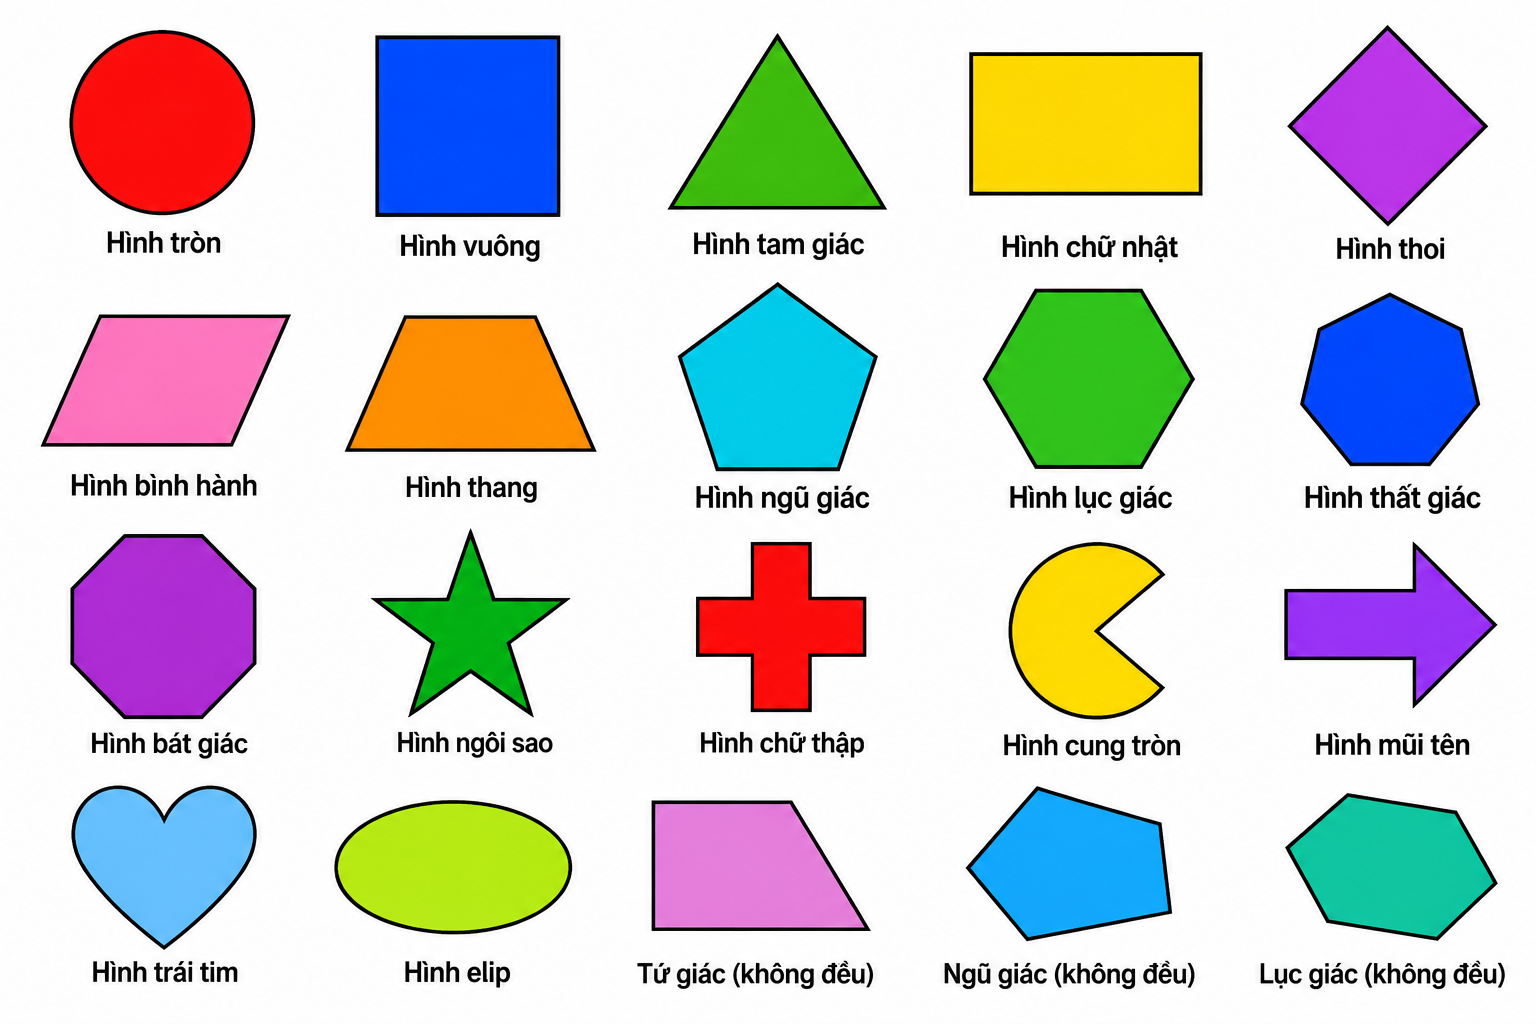 Hình tròn
Hình vuông
Hình tam giác
Hình chữ nhật
Hình thoi
Hình bình hành
Hình thang
Hình ngũ giác
Hình lục giác
Hình thất giác
Hình bát giác
Hình ngôi sao
Hình chữ thập
Hình cung tròn
Hình mũi tên
Hình trái tim
Hình elip
Tứ giác (không đều)
Ngũ giác (không đều)
Lục giác (không đều)